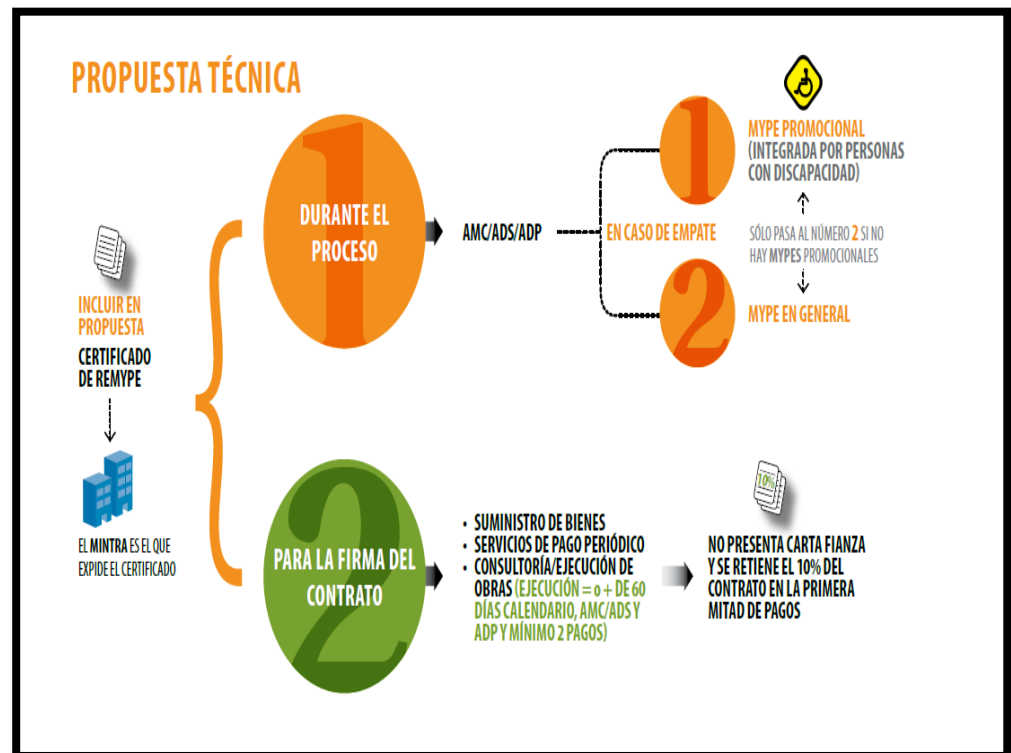 PROPUESTA TÉCNICA
INCLUIR EN
PROPUESTA
CERTIFICADO
DE REMYPE
EL MINTRA ES EL QUE
EXPIDE EL CERTIFICADO
1
DURANTE EL
PROCESO
AMC/ADS/ADP
EN CASO DE EMPATE
1
MYPE PROMOCIONAL
(INTEGRADA POR PERSONAS
CON DISCAPACIDAD)
SÓLO PASA AL NÚMERO 2 SI NO
HAY MYPES PROMOCIONALES
2
MYPE EN GENERAL
2
PARA LA FIRMA DEL
CONTRATO
• SUMINISTRO DE BIENES
• SERVICIOS DE PAGO PERIÓDICO
• CONSULTORÍA/EJECUCIÓN DE
OBRAS (EJECUCIÓN = o + DE 60
DÍAS CALENDARIO, AMC/ADS Y
ADP Y MÍNIMO 2 PAGOS)
10%
NO PRESENTA CARTA FIANZA
Y SE RETIENE EL 10% DEL
CONTRATO EN LA PRIMERA
MITAD DE PAGOS